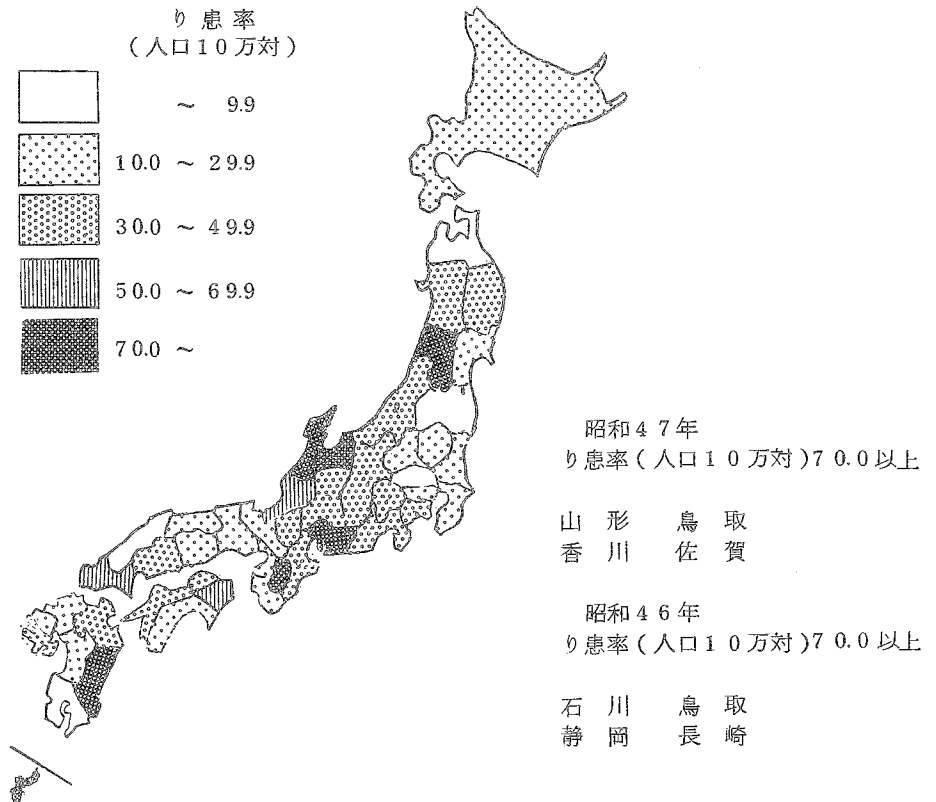 り患率
(人口10万対)
～ 9.9
10.0 ～ 29.9
30.0 ～ 49.9
50.0 ～ 69.9
70.0 ～
昭和47年
り患率(人口10万対)70.0以上
山形 鳥取
香川 佐賀
昭和46年
り患率(人口10万対)70.0以上
石川 鳥取
静岡 長崎